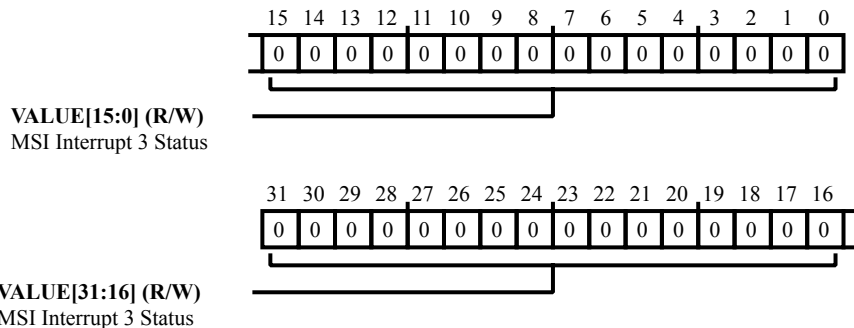 15 14 13 12 11 10 9 8 7 6 5 4 3 2 1 0
0 0 0 0 0 0 0 0 0 0 0 0 0 0 0 0
VALUE[15:0] (R/W)
MSI Interrupt 3 Status
31 30 29 28 27 26 25 24 23 22 21 20 19 18 17 16
0 0 0 0 0 0 0 0 0 0 0 0 0 0 0 0
VALUE[31:16] (R/W)
MSI Interrupt 3 Status